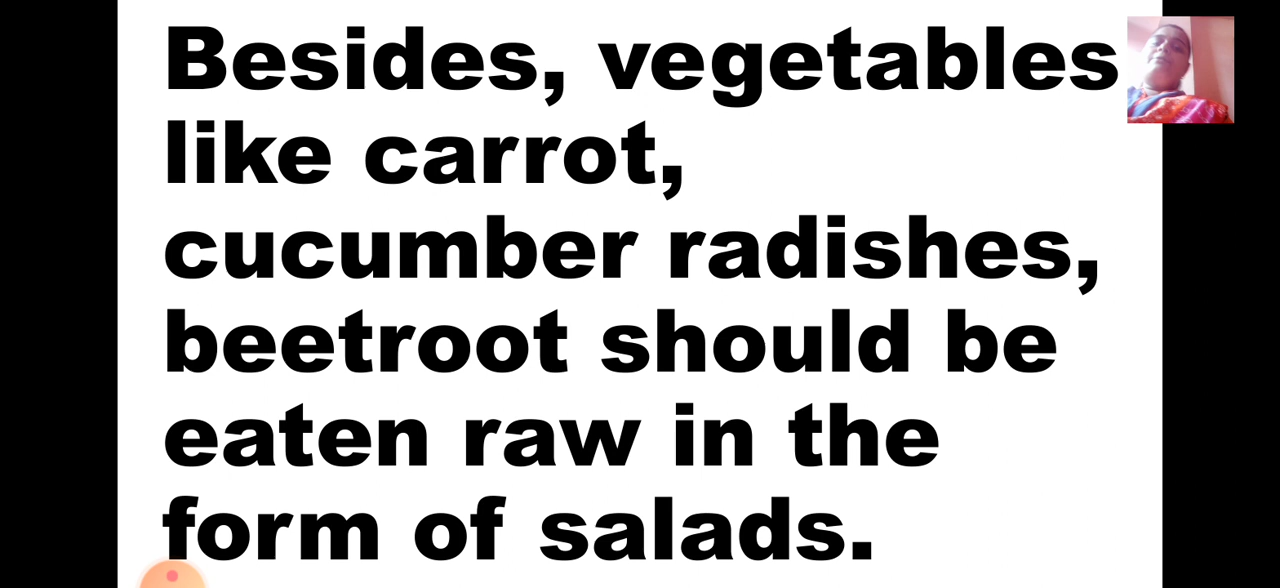 Besides, vegetables
like carrot,
cucumber radishes,
beetroot should be
eaten raw in the
form of salads.